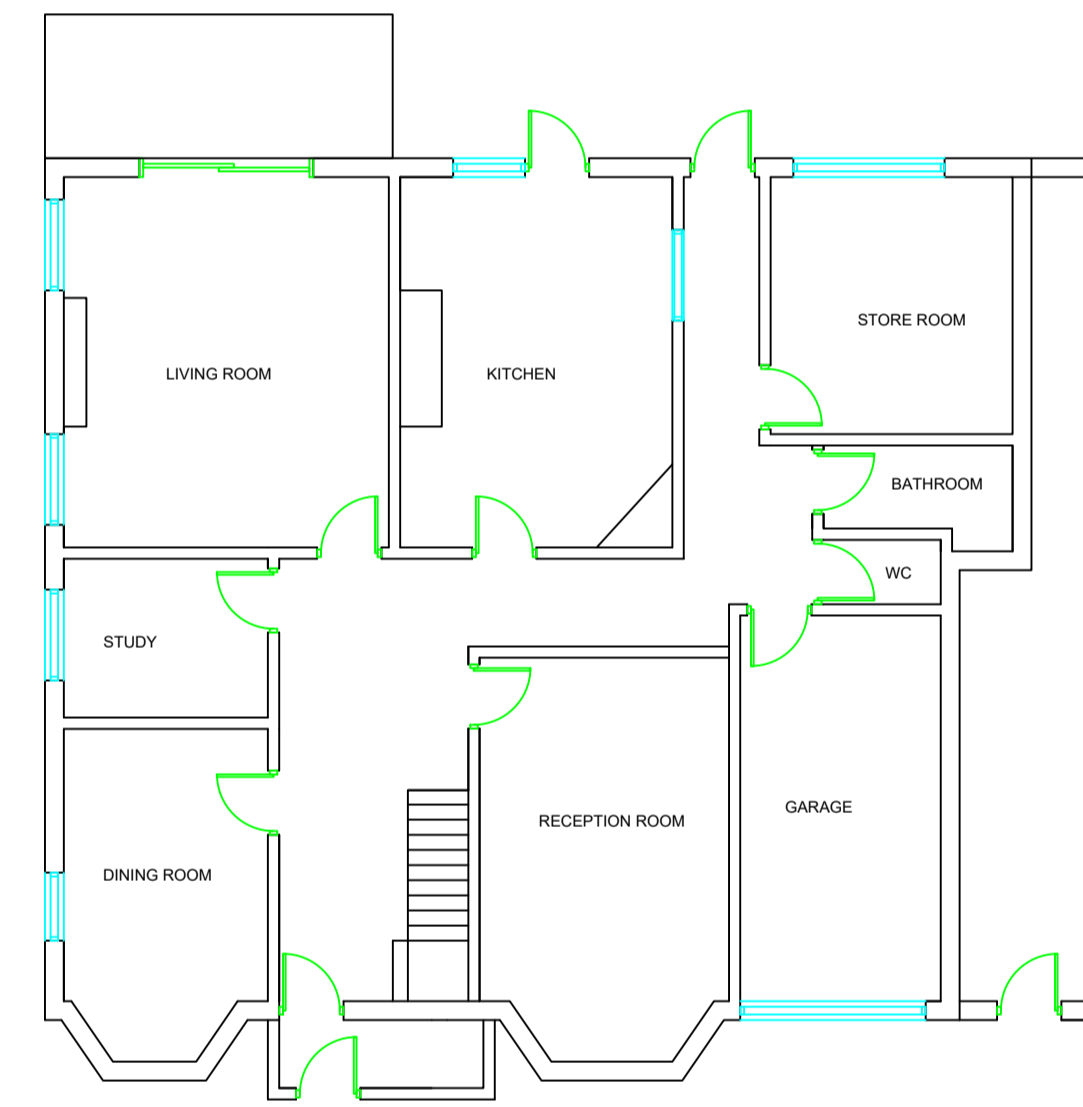 STORE ROOM
LIVING ROOM
KITCHEN
BATHROOM
WC
STUDY
GARAGE
RECEPTION ROOM
DINING ROOM